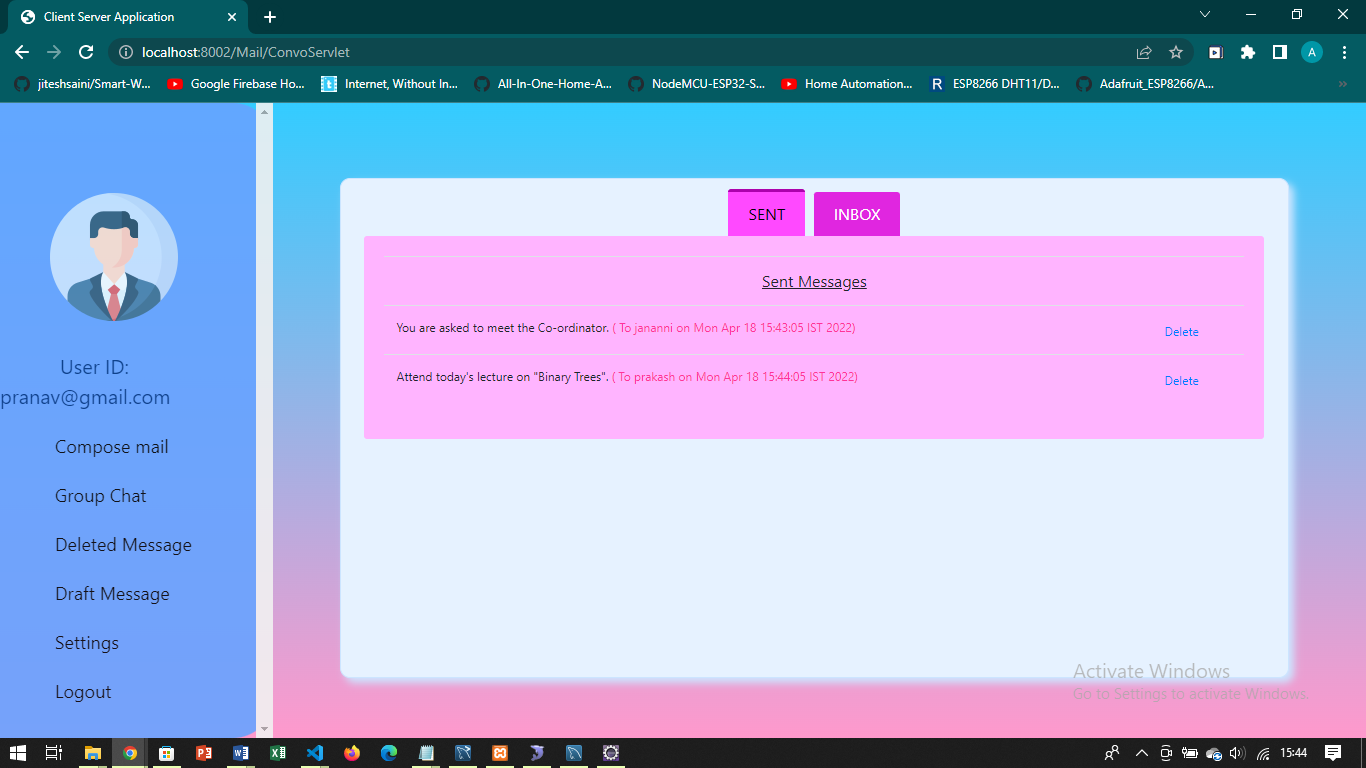 Client Server Application
localhost:8002/Mail/ConvoServlet
A
jiteshsaini/Smart-W...
Google Firebase Ho...
Internet, Without In...
All-In-One-Home-A...
NodeMCU-ESP32-S...
Home Automation...
R ESP8266 DHT11/D...
Adafruit_ESP8266/A...
»
User ID:
pranav@gmail.com
Compose mail
Group Chat
Deleted Message
Draft Message
Settings
Logout
SENT INBOX
Sent Messages
You are asked to meet the Co-ordinator. ( To jananni on Mon Apr 18 15:43:05 IST 2022) Delete
Attend today's lecture on "Binary Trees". ( To prakash on Mon Apr 18 15:44:05 IST 2022) Delete
Activate Windows
Go to Settings to activate Windows.
15:44